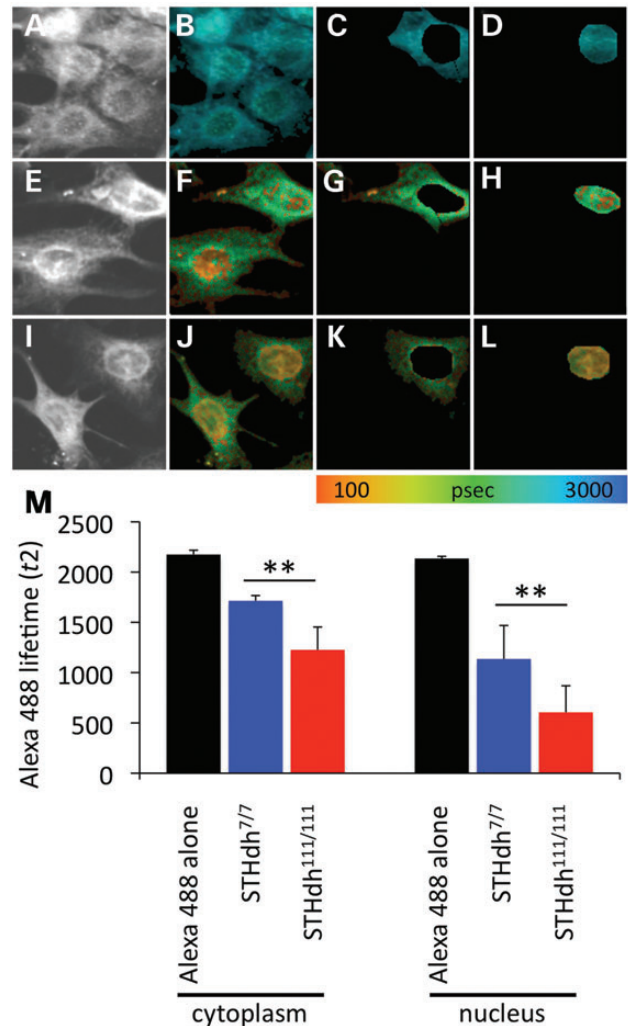 A B C D
E F G H
I J K L
100 psec 3000
M
Alexa 488 lifetime (t2)
2500
2000
1500
1000
500
0
** **
Alexa 488 alone
STHdh7/7
STHdh111/111
Alexa 488 alone
STHdh7/7
STHdh111/111
cytoplasm nucleus